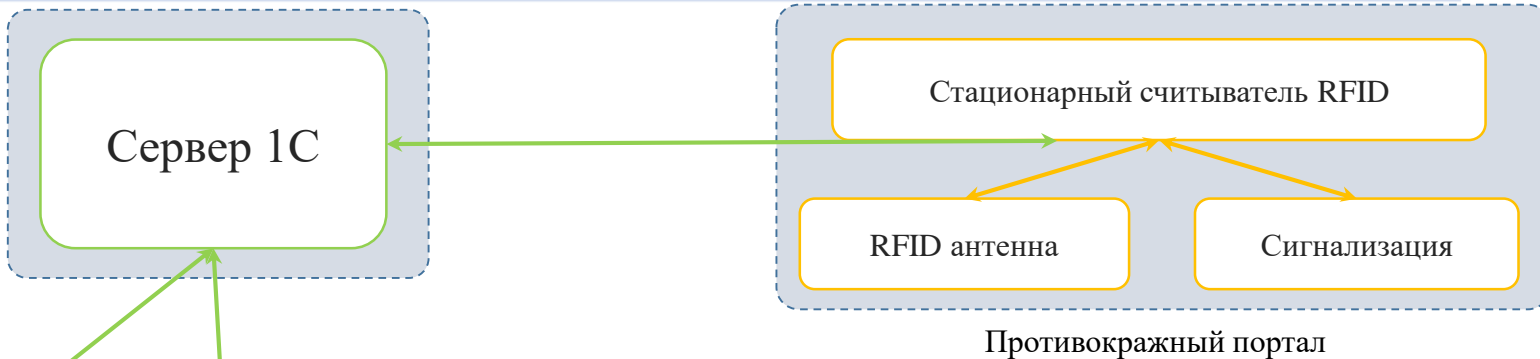 Стационарный считыватель RFID
Сервер 1С
RFID антенна
Сигнализация
Противокражный портал